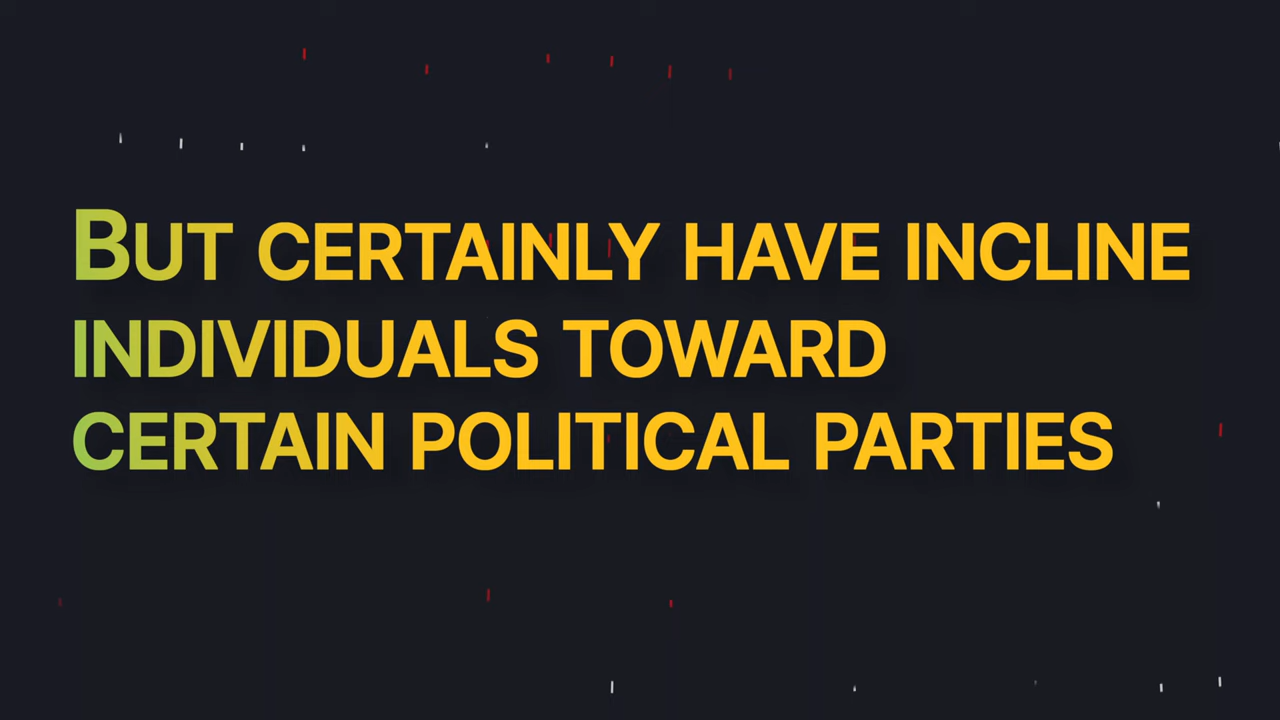 But certainly have incline
individuals toward
certain political parties